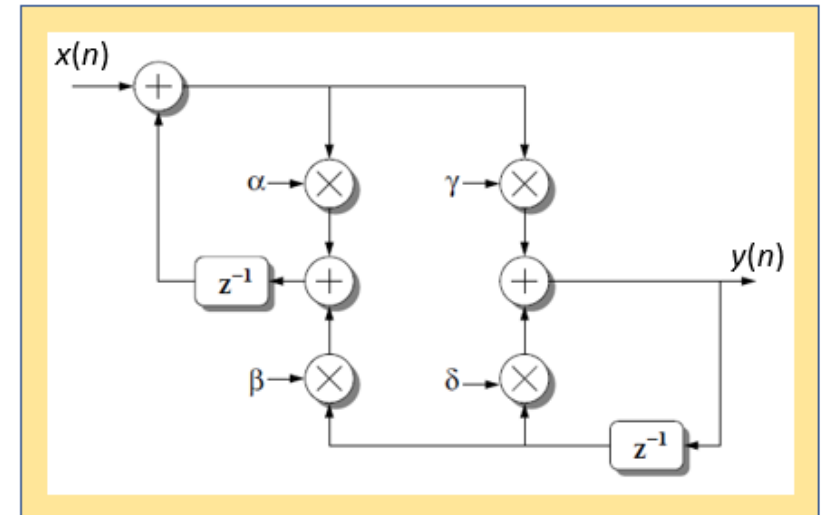 x(n)
+
α × γ ×
y(n)
z⁻¹ + +
β × δ ×
z⁻¹